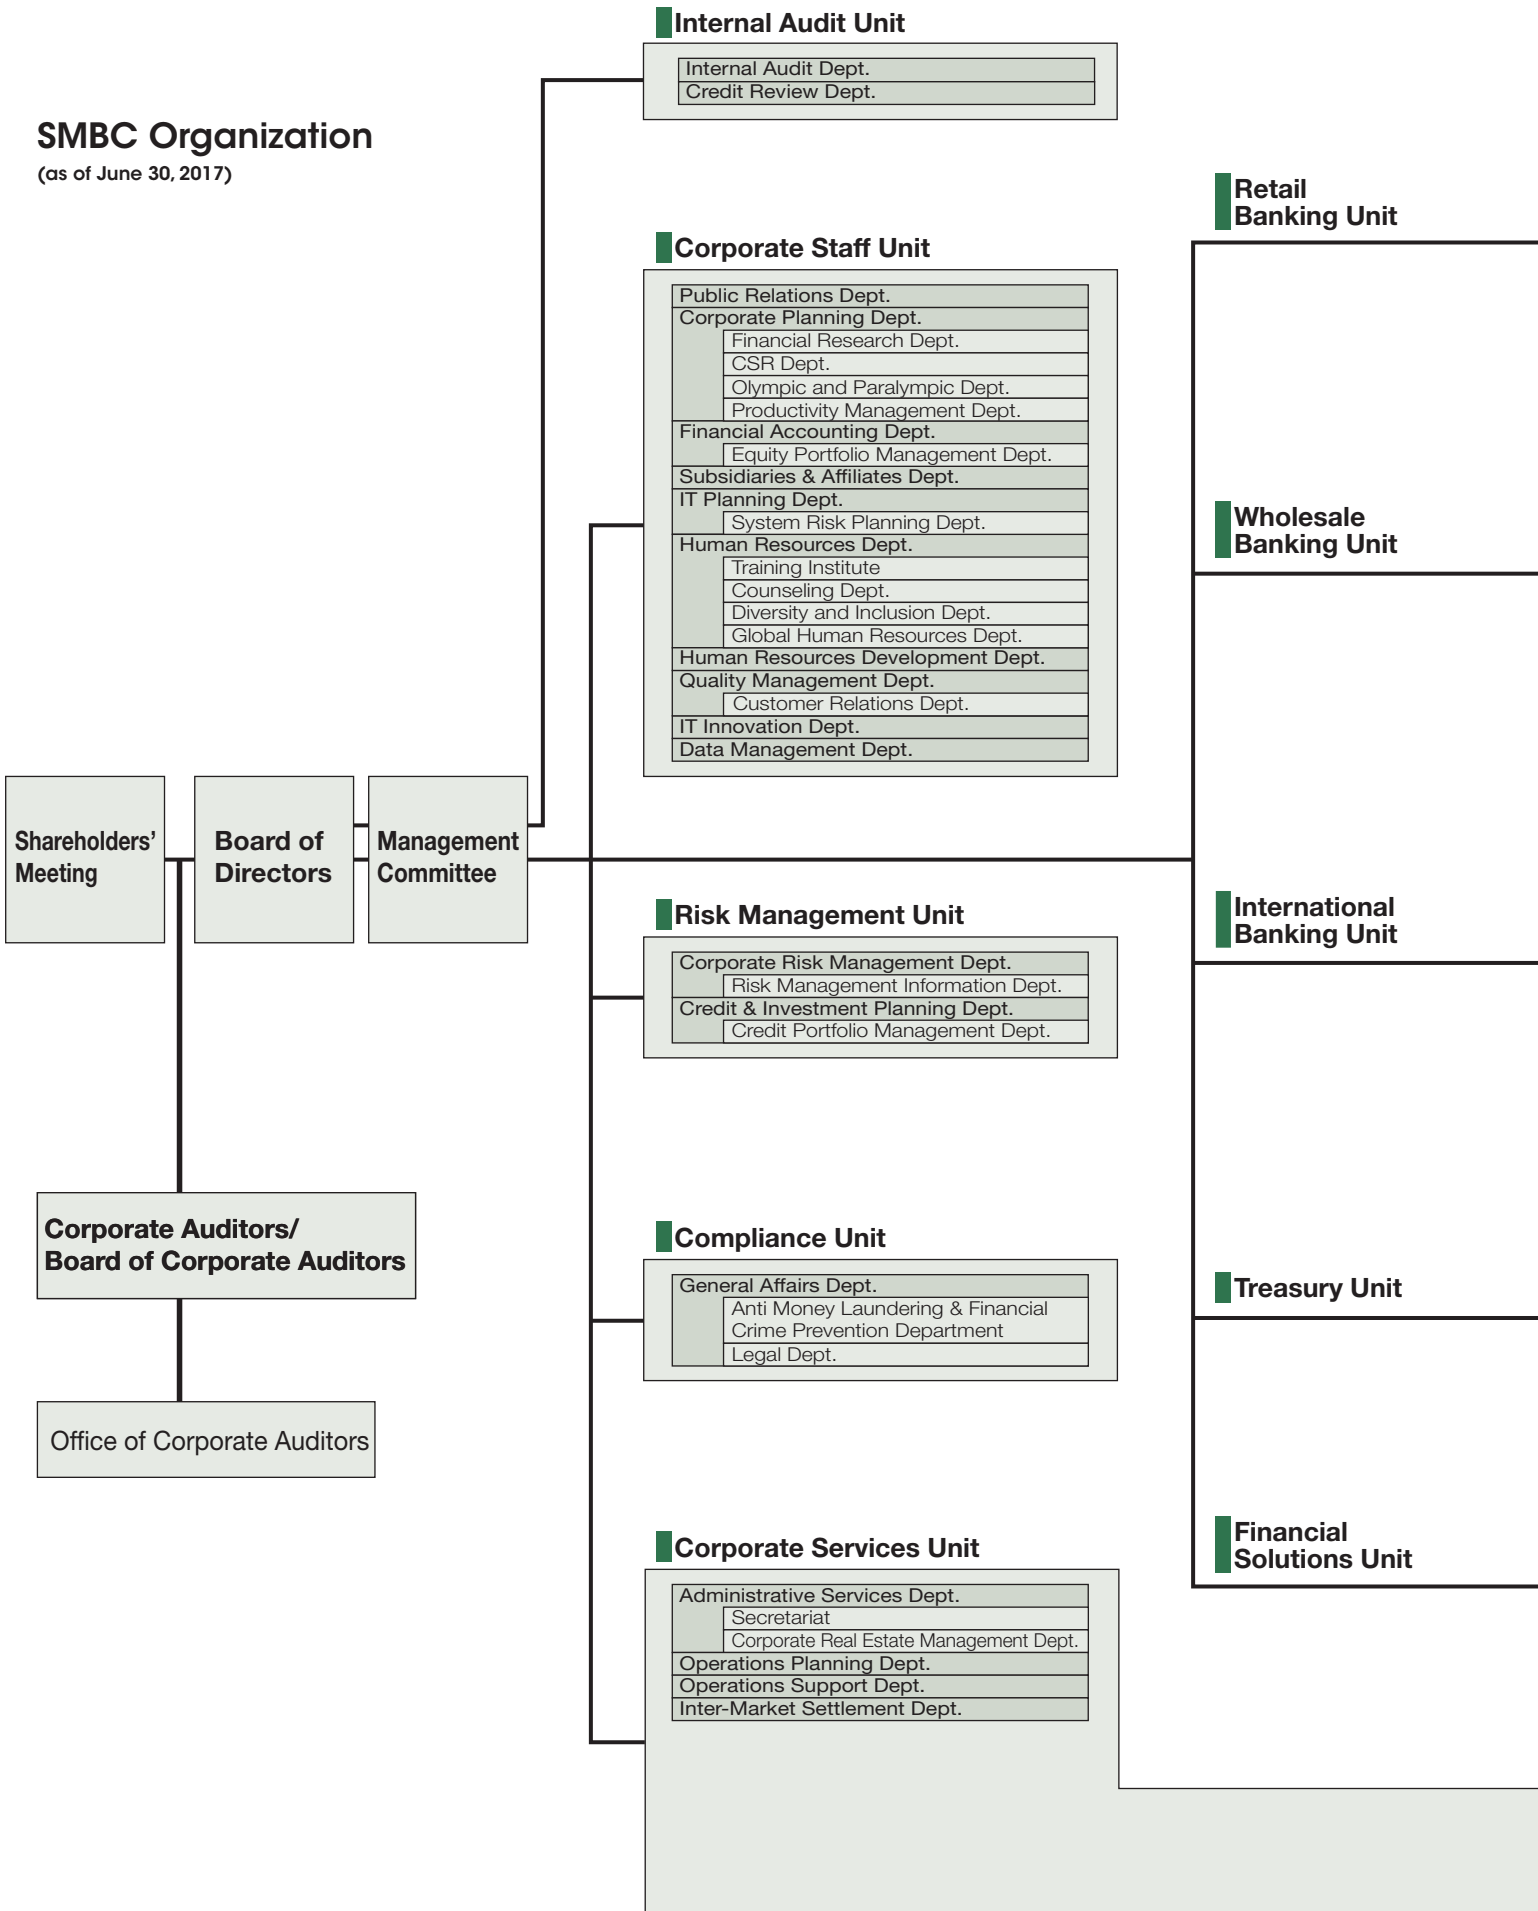 SMBC Organization
(as of June 30, 2017)
Shareholders’
Meeting
Board of
Directors
Management
Committee
Corporate Auditors/
Board of Corporate Auditors
Office of Corporate Auditors
Internal Audit Unit
Internal Audit Dept.
Credit Review Dept.
Corporate Staff Unit
Public Relations Dept.
Corporate Planning Dept.
Financial Research Dept.
CSR Dept.
Olympic and Paralympic Dept.
Productivity Management Dept.
Financial Accounting Dept.
Equity Portfolio Management Dept.
Subsidiaries & Affiliates Dept.
IT Planning Dept.
System Risk Planning Dept.
Human Resources Dept.
Training Institute
Counseling Dept.
Diversity and Inclusion Dept.
Global Human Resources Dept.
Human Resources Development Dept.
Quality Management Dept.
Customer Relations Dept.
IT Innovation Dept.
Data Management Dept.
Risk Management Unit
Corporate Risk Management Dept.
Risk Management Information Dept.
Credit & Investment Planning Dept.
Credit Portfolio Management Dept.
Compliance Unit
General Affairs Dept.
Anti Money Laundering & Financial
Crime Prevention Department
Legal Dept.
Corporate Services Unit
Administrative Services Dept.
Secretariat
Corporate Real Estate Management Dept.
Operations Planning Dept.
Operations Support Dept.
Inter-Market Settlement Dept.
Retail
Banking Unit
Wholesale
Banking Unit
International
Banking Unit
Treasury Unit
Financial
Solutions Unit